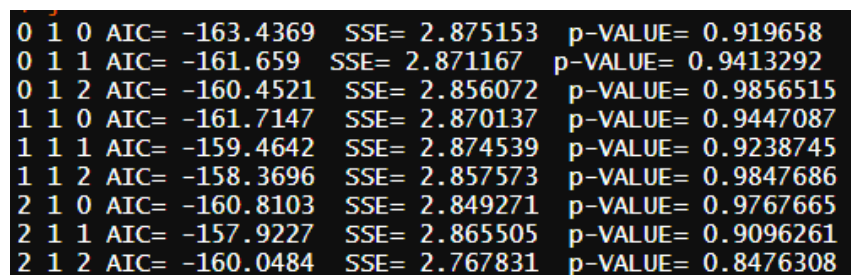 0 1 0 AIC= -163.4369  SSE= 2.875153  p-VALUE= 0.919658
0 1 1 AIC= -161.659  SSE= 2.871167  p-VALUE= 0.9413292
0 1 2 AIC= -160.4521  SSE= 2.856072  p-VALUE= 0.9856515
1 1 0 AIC= -161.7147  SSE= 2.870137  p-VALUE= 0.9447087
1 1 1 AIC= -159.4642  SSE= 2.874539  p-VALUE= 0.9238745
1 1 2 AIC= -158.3696  SSE= 2.857573  p-VALUE= 0.9847686
2 1 0 AIC= -160.8103  SSE= 2.849271  p-VALUE= 0.9767665
2 1 1 AIC= -157.9227  SSE= 2.865505  p-VALUE= 0.9096261
2 1 2 AIC= -160.0484  SSE= 2.767831  p-VALUE= 0.8476308